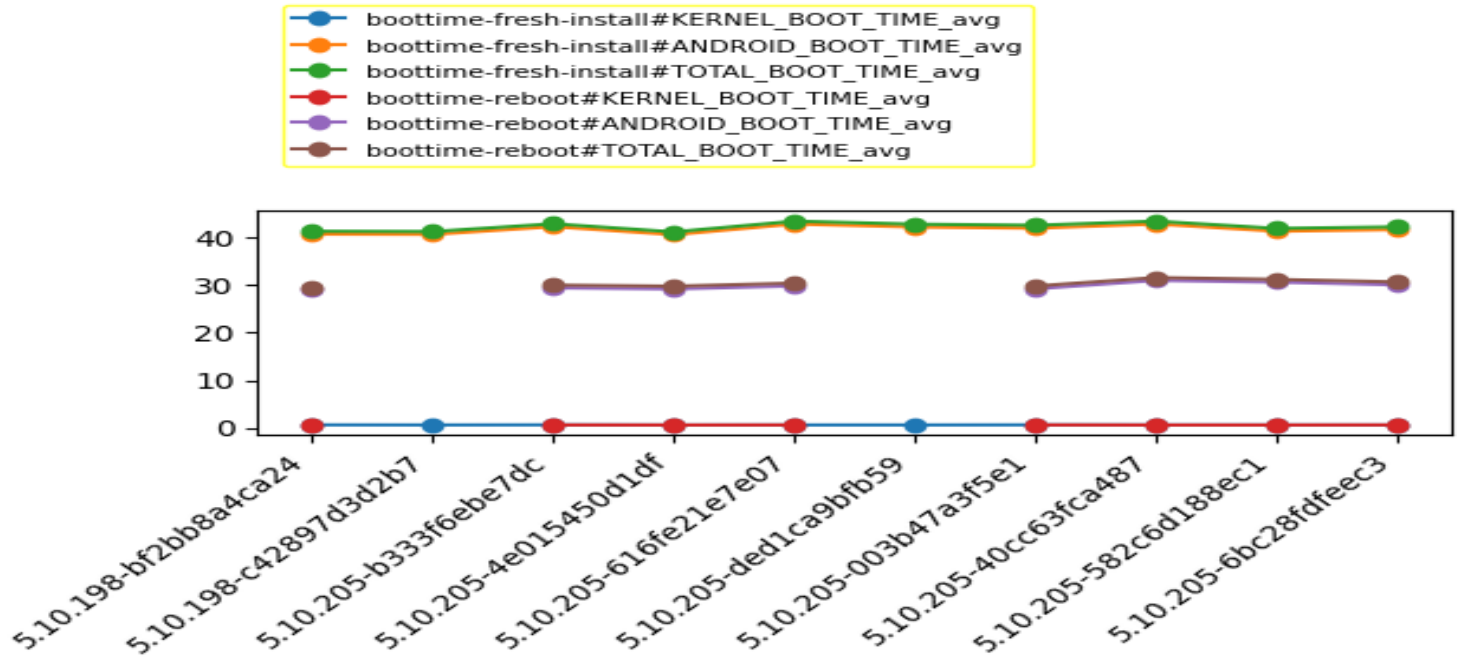 boottime-fresh-install#KERNEL_BOOT_TIME_avg
boottime-fresh-install#ANDROID_BOOT_TIME_avg
boottime-fresh-install#TOTAL_BOOT_TIME_avg
boottime-reboot#KERNEL_BOOT_TIME_avg
boottime-reboot#ANDROID_BOOT_TIME_avg
boottime-reboot#TOTAL_BOOT_TIME_avg
40
30
20
10
0
5.10.198-bf2bb8a4ca24
5.10.198-c42897d3d2b7
5.10.205-b333f6ebe7dc
5.10.205-4e015450d1df
5.10.205-616fe21e7e07
5.10.205-ded1ca9bfb59
5.10.205-003b47a3f5e1
5.10.205-40cc63fca487
5.10.205-582c6d188ec1
5.10.205-6bc28fdfeec3